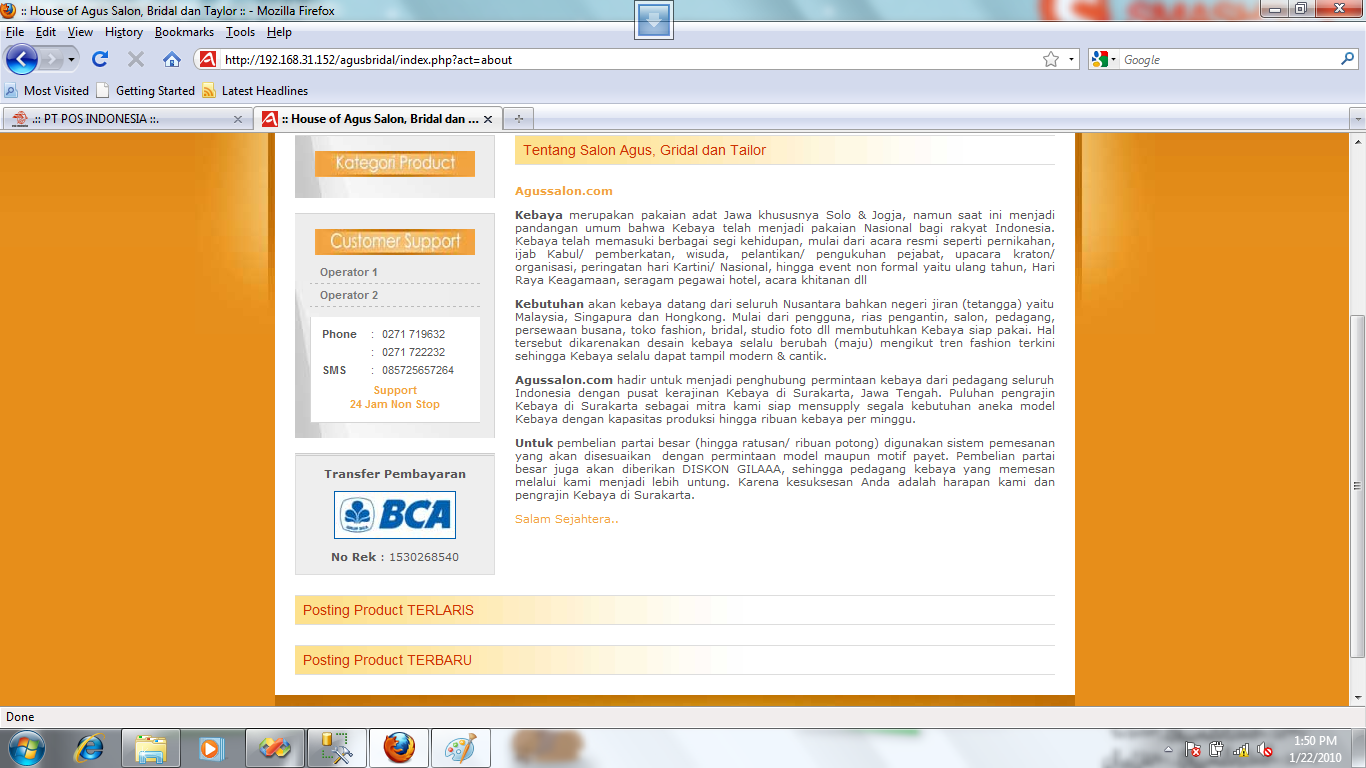 :: House of Agus Salon, Bridal dan Taylor :: - Mozilla Firefox
File Edit View History Bookmarks Tools Help
http://192.168.31.152/agusbridal/index.php?act=about
Google
Most Visited Getting Started Latest Headlines
.:: PT POS INDONESIA ::.
:: House of Agus Salon, Bridal dan ...
Kategori Product
Customer Support
Operator 1
Operator 2
Phone : 0271 719632
: 0271 722232
SMS : 085725657264
Support
24 Jam Non Stop
Transfer Pembayaran
BCA
No Rek : 1530268540
Tentang Salon Agus, Gridal dan Tailor
Agussalon.com
Kebaya merupakan pakaian adat Jawa khususnya Solo & Jogja, namun saat ini menjadi
pandangan umum bahwa Kebaya telah menjadi pakaian Nasional bagi rakyat Indonesia.
Kebaya telah memasuki berbagai segi kehidupan, mulai dari acara resmi seperti pernikahan,
ijab Kabul/ pemberkatan, wisuda, pelantikan/ pengukuhan pejabat, upacara kraton/
organisasi, peringatan hari Kartini/ Nasional, hingga event non formal yaitu ulang tahun, Hari
Raya Keagamaan, seragam pegawai hotel, acara khitanan dll
Kebutuhan akan kebaya datang dari seluruh Nusantara bahkan negeri jiran (tetangga) yaitu
Malaysia, Singapura dan Hongkong. Mulai dari pengguna, rias pengantin, salon, pedagang,
persewaan busana, toko fashion, bridal, studio foto dll membutuhkan Kebaya siap pakai. Hal
tersebut dikarenakan desain kebaya selalu berubah (maju) mengikut tren fashion terkini
sehingga Kebaya selalu dapat tampil modern & cantik.
Agussalon.com hadir untuk menjadi penghubung permintaan kebaya dari pedagang seluruh
Indonesia dengan pusat kerajinan Kebaya di Surakarta, Jawa Tengah. Puluhan pengrajin
Kebaya di Surakarta sebagai mitra kami siap mensupply segala kebutuhan aneka model
Kebaya dengan kapasitas produksi hingga ribuan kebaya per minggu.
Untuk pembelian partai besar (hingga ratusan/ ribuan potong) digunakan sistem pemesanan
yang akan disesuaikan dengan permintaan model maupun motif payet. Pembelian partai
besar juga akan diberikan DISKON GILAAA, sehingga pedagang kebaya yang memesan
melalui kami menjadi lebih untung. Karena kesuksesan Anda adalah harapan kami dan
pengrajin Kebaya di Surakarta.
Salam Sejahtera..
Posting Product TERLARIS
Posting Product TERBARU
Done
1:50 PM
1/22/2010